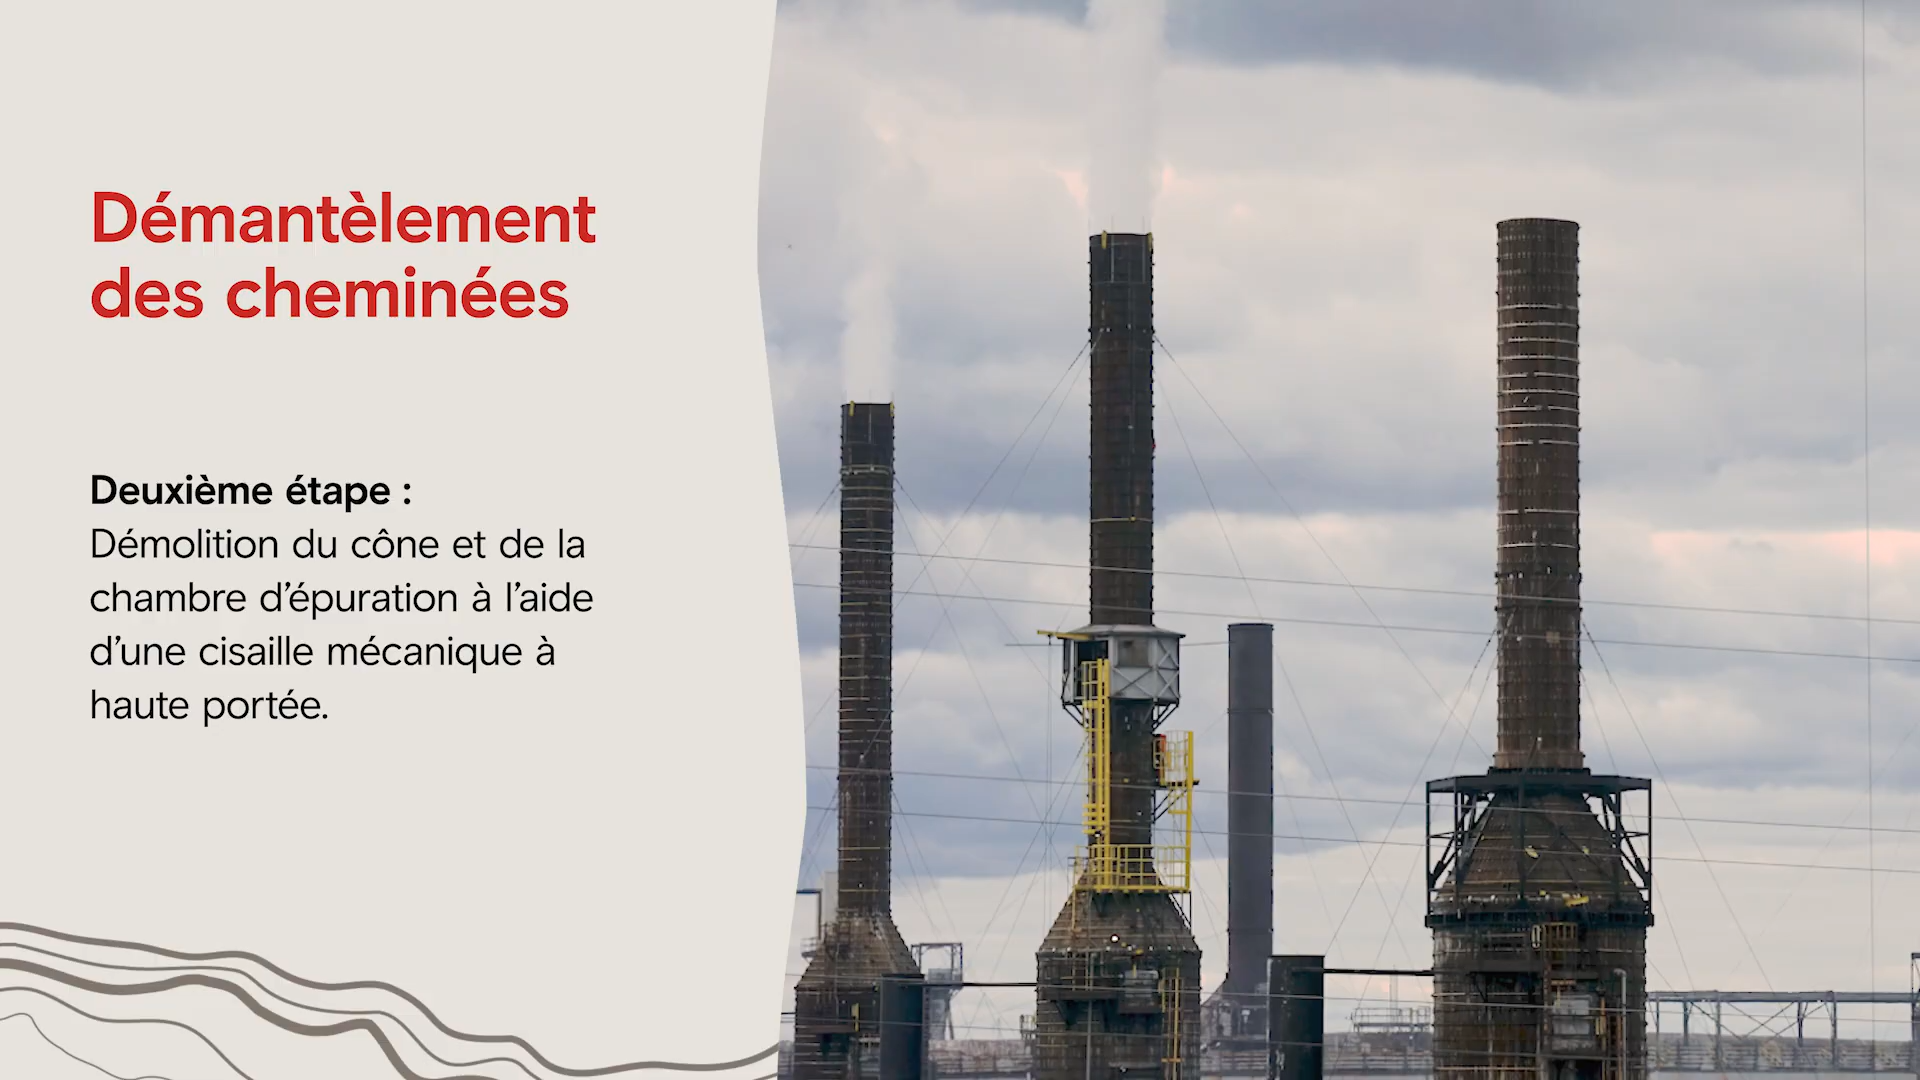 Démantèlement
des cheminées
Deuxième étape :
Démolition du cône et de la
chambre d’épuration à l’aide
d’une cisaille mécanique à
haute portée.